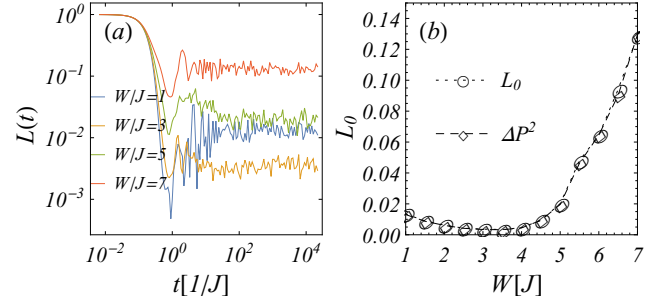 (a)
10^0
10^-1
10^-2
10^-3
L(t)
W/J=1
W/J=3
W/J=5
W/J=7
10^-2 10^0 10^2 10^4
t[1/J]
(b)
0.12
0.10
0.08
0.06
0.04
0.02
0.00
L_0
L_0
ΔP^2
1 2 3 4 5 6 7
W[J]